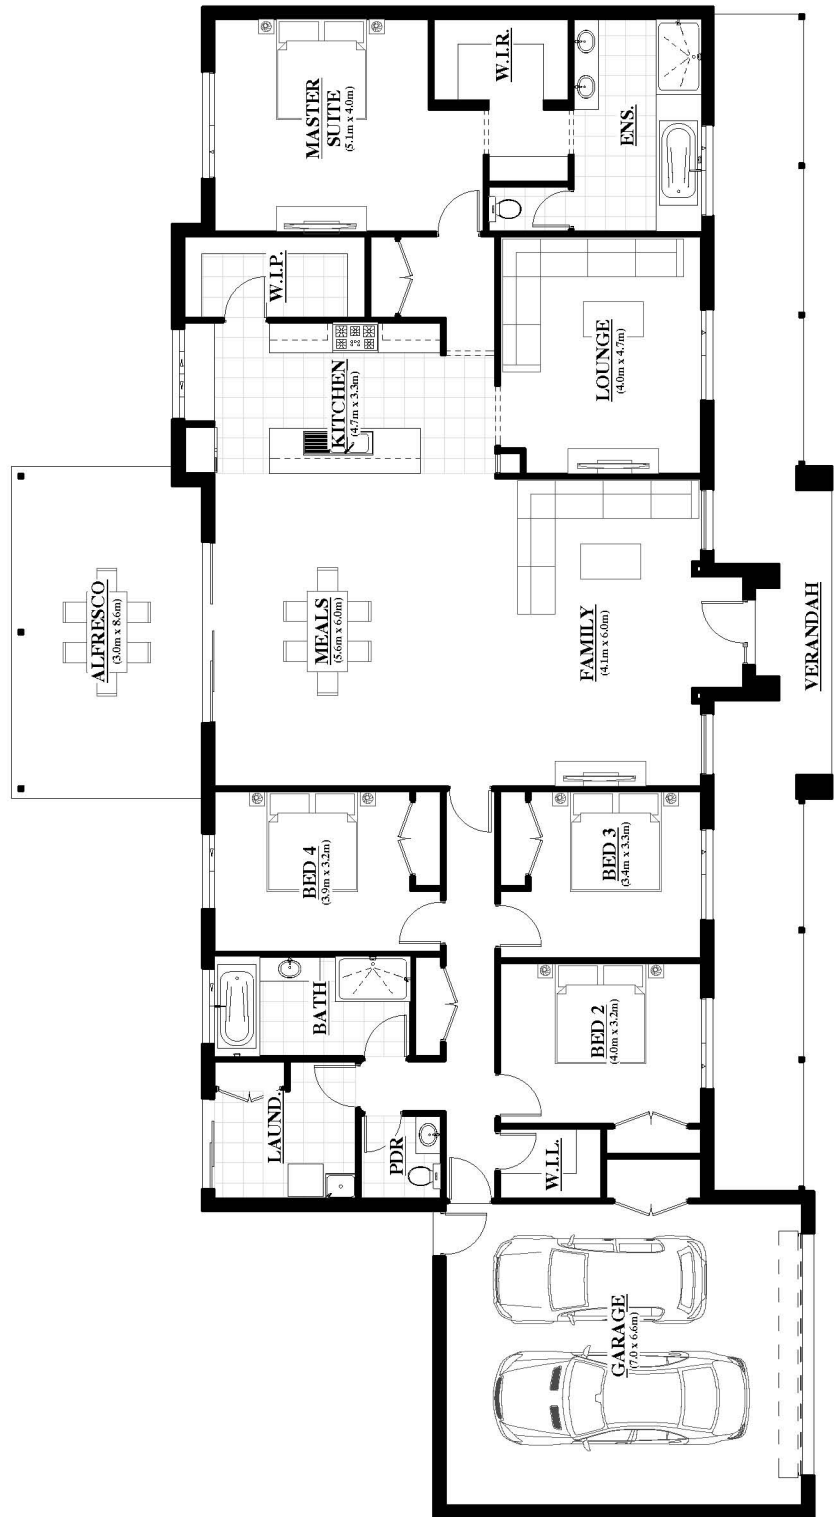 MASTER
SUITE
(5.1m x 4.0m)
W.I.R.
ENS.
W.I.P.
KITCHEN
(4.7m x 3.3m)
LOUNGE
(4.0m x 4.7m)
ALFRESCO
(3.0m x 8.6m)
MEALS
(5.6m x 6.0m)
FAMILY
(4.1m x 6.0m)
VERANDAH
BED 4
(3.9m x 3.2m)
BED 3
(3.4m x 3.3m)
BATH
BED 2
(4.0m x 3.2m)
LAUND.
PDR
W.I.L.
GARAGE
(7.0 x 6.6m)